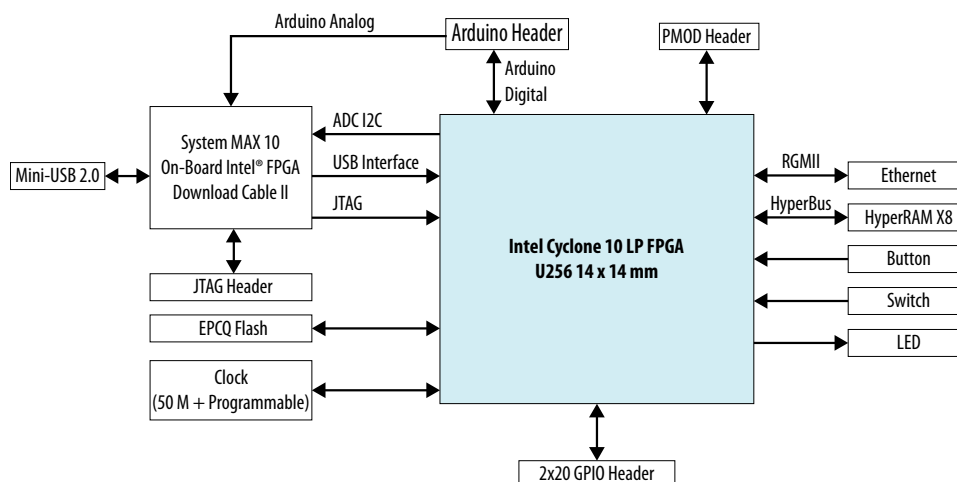 Arduino Analog
Arduino Header
PMOD Header
Arduino
Digital
System MAX 10
On-Board Intel® FPGA
Download Cable II
ADC I2C
USB Interface
JTAG
Mini-USB 2.0
JTAG Header
EPCQ Flash
Clock
(50 M + Programmable)
Intel Cyclone 10 LP FPGA
U256 14 x 14 mm
RGMII
Ethernet
HyperBus
HyperRAM X8
Button
Switch
LED
2x20 GPIO Header